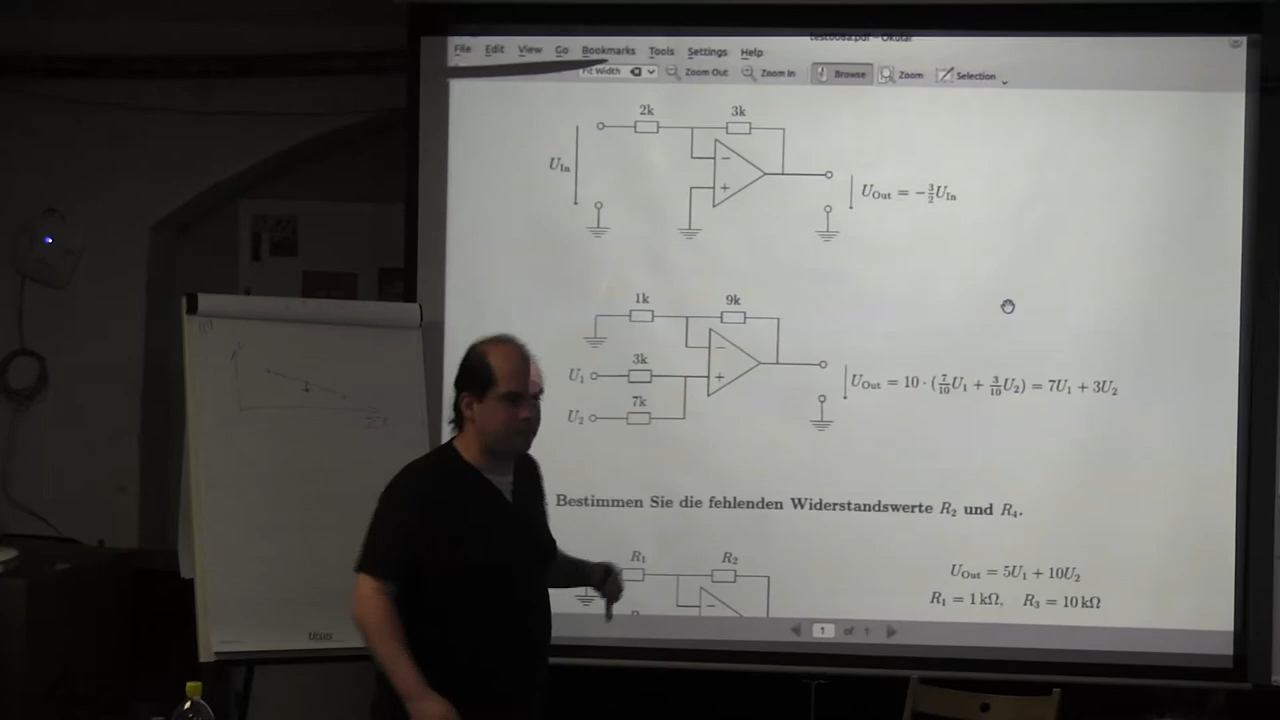 test008a.pdf – Okular
File Edit View Go Bookmarks Tools Settings Help
Fit Width Zoom Out Zoom In Browse Zoom Selection
2k 3k
U_In
−
+
U_Out = −3/2 U_In
1k 9k
3k
−
+
U_1
7k
U_2
U_Out = 10 · (7/10 U_1 + 3/10 U_2) = 7U_1 + 3U_2
Bestimmen Sie die fehlenden Widerstandswerte R_2 und R_4.
R_1 R_2
−
U_Out = 5U_1 + 10U_2
R_1 = 1 kΩ, R_3 = 10 kΩ
1 of 1